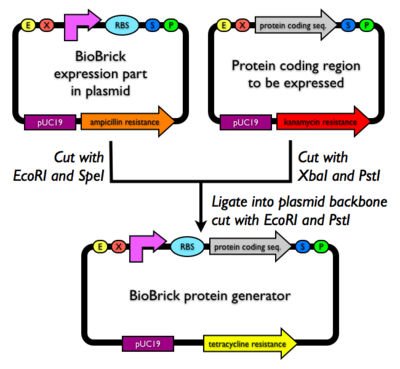 E X RBS S P
BioBrick
expression part
in plasmid
pUC19 ampicillin resistance
E X protein coding seq. S P
Protein coding region
to be expressed
pUC19 kanamycin resistance
Cut with
EcoRI and SpeI
Cut with
XbaI and PstI
Ligate into plasmid backbone
cut with EcoRI and PstI
E X RBS protein coding seq. S P
BioBrick protein generator
pUC19 tetracycline resistance